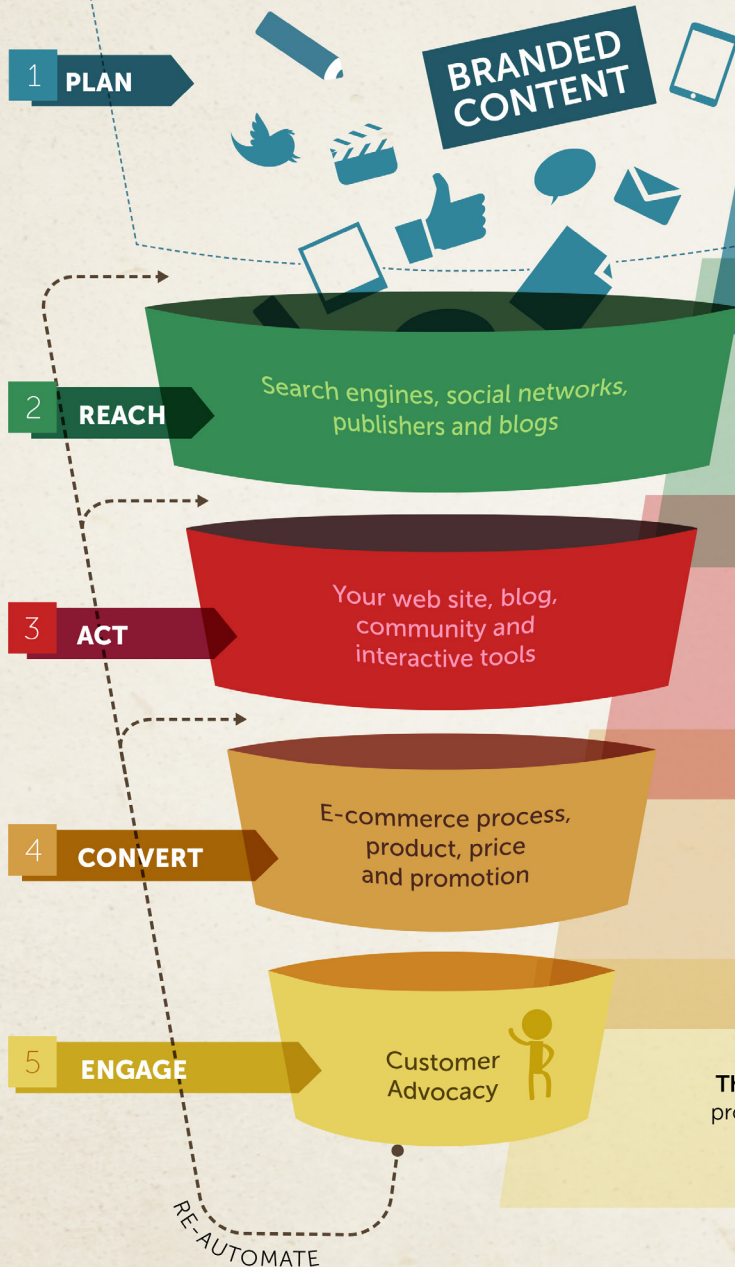 1 PLAN
BRANDED
CONTENT
2 REACH
Search engines, social networks,
publishers and blogs
3 ACT
Your web site, blog,
community and
interactive tools
4 CONVERT
E-commerce process,
product, price
and promotion
5 ENGAGE
Customer
Advocacy
RE-AUTOMATE